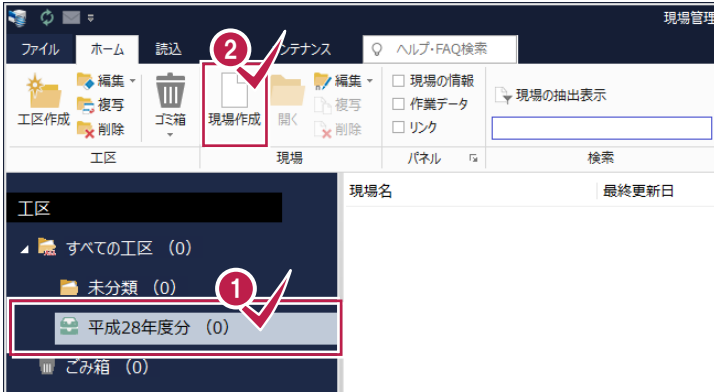 現場管理
ファイル ホーム 読込 ンテナンス ヘルプ・FAQ検索
2
工区作成 編集 複写 削除 ゴミ箱
工区
現場作成 開く 編集 複写 削除
現場
現場の情報
作業データ
リンク
パネル
現場の抽出表示
検索
工区
すべての工区 (0)
未分類 (0)
1
平成28年度分 (0)
ごみ箱 (0)
現場名 最終更新日